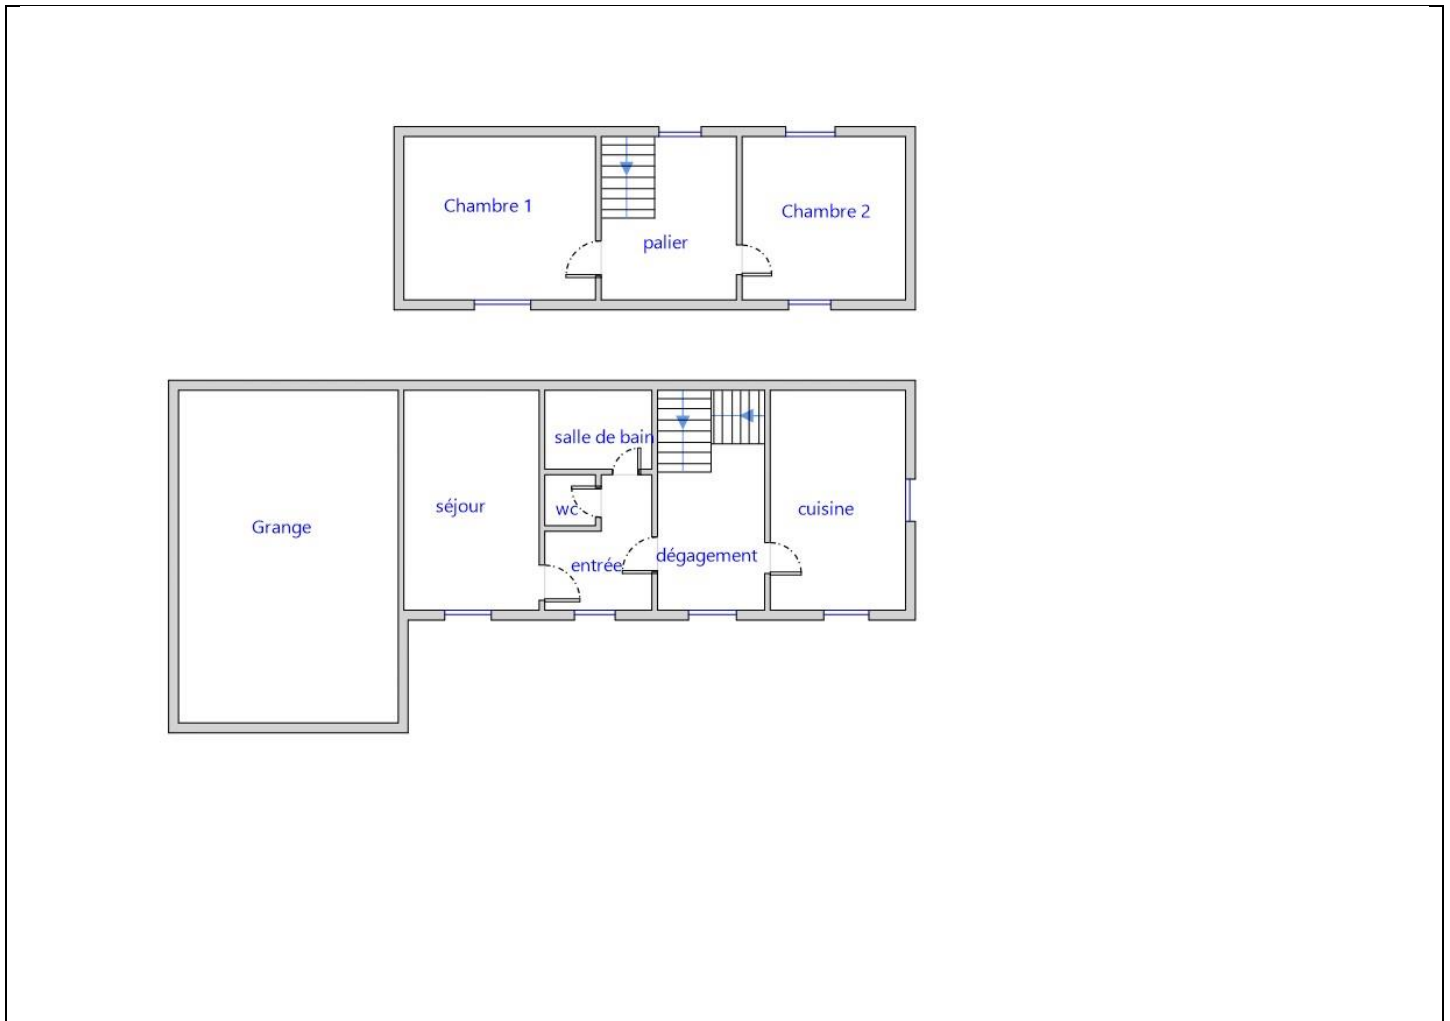 Chambre 1
Chambre 2
palier
salle de bain
séjour
wc
cuisine
Grange
entrée
dégagement